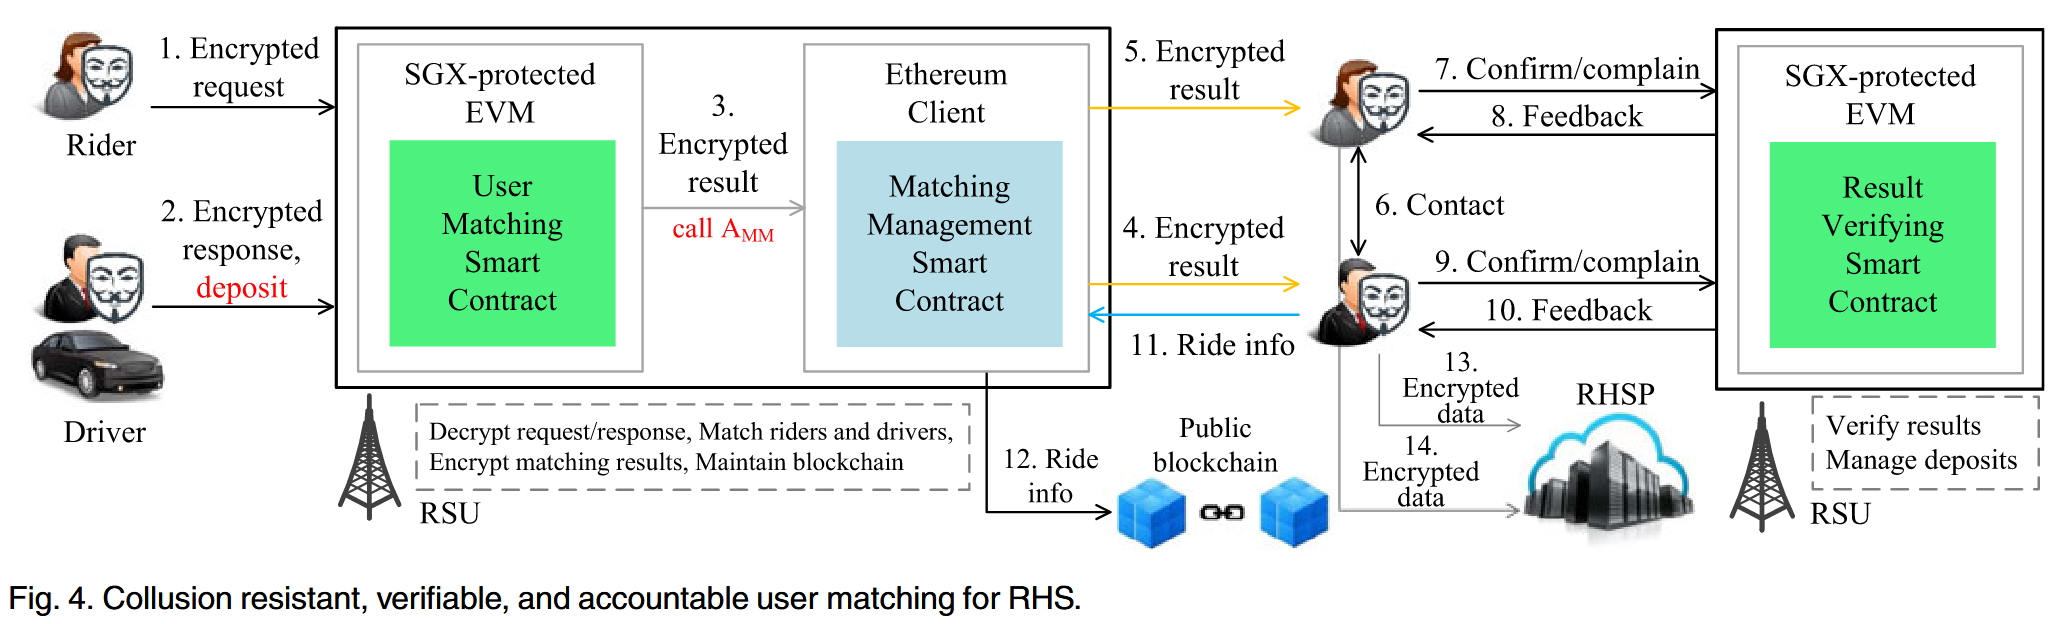 1. Encrypted
request
Rider
2. Encrypted
response,
deposit
Driver
SGX-protected
EVM
User
Matching
Smart
Contract
3.
Encrypted
result
call A_MM
Ethereum
Client
Matching
Management
Smart
Contract
Decrypt request/response, Match riders and drivers,
Encrypt matching results, Maintain blockchain
RSU
5. Encrypted
result
4. Encrypted
result
11. Ride info
12. Ride
info
Public
blockchain
6. Contact
7. Confirm/complain
8. Feedback
9. Confirm/complain
10. Feedback
13.
Encrypted
data
14.
Encrypted
data
RHSP
SGX-protected
EVM
Result
Verifying
Smart
Contract
Verify results
Manage deposits
RSU
Fig. 4. Collusion resistant, verifiable, and accountable user matching for RHS.